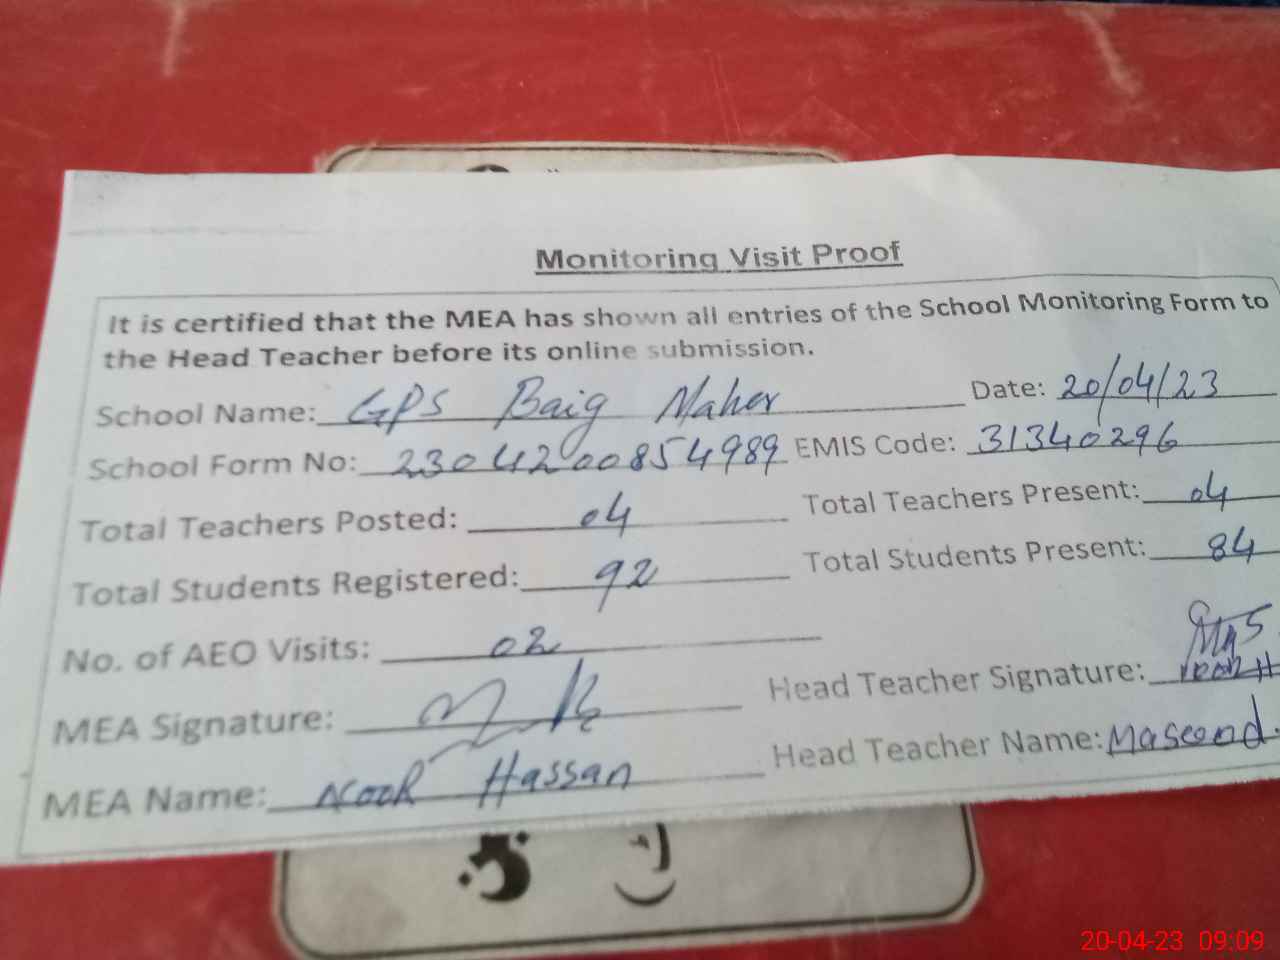 Monitoring Visit Proof
It is certified that the MEA has shown all entries of the School Monitoring Form to
the Head Teacher before its online submission.
School Name: GPS Baig Maher Date: 20/04/23
School Form No: 2304200854989 EMIS Code: 31340296
Total Teachers Posted: 04 Total Teachers Present: 04
Total Students Registered: 92 Total Students Present: 84
No. of AEO Visits: 02
MEA Signature: Head Teacher Signature:
MEA Name: Noor Hassan Head Teacher Name: Masood.
20-04-23 09:09